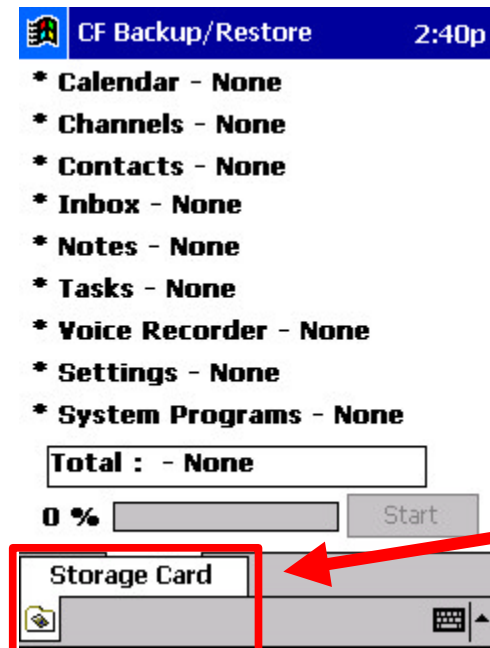 CF Backup/Restore 2:40p
* Calendar - None
* Channels - None
* Contacts - None
* Inbox - None
* Notes - None
* Tasks - None
* Voice Recorder - None
* Settings - None
* System Programs - None
Total : - None
0 % Start
Storage Card